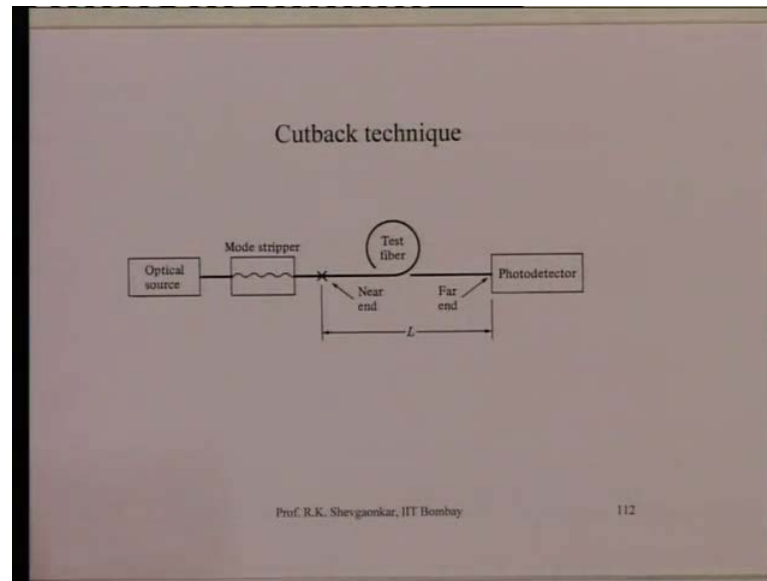 Cutback technique
Mode stripper
Optical
source
Test
fiber
Photodetector
Near
end
Far
end
L
Prof. R.K. Shevgaonkar, IIT Bombay
112